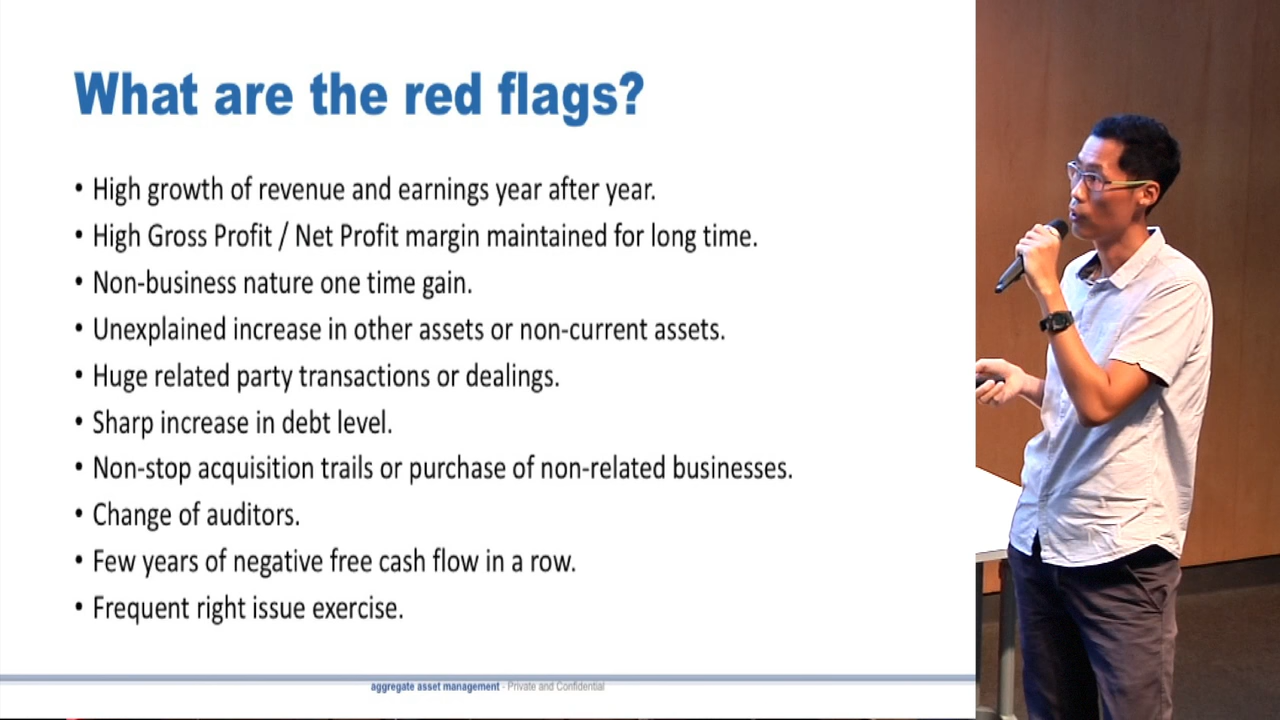 What are the red flags?
• High growth of revenue and earnings year after year.
• High Gross Profit / Net Profit margin maintained for long time.
• Non-business nature one time gain.
• Unexplained increase in other assets or non-current assets.
• Huge related party transactions or dealings.
• Sharp increase in debt level.
• Non-stop acquisition trails or purchase of non-related businesses.
• Change of auditors.
• Few years of negative free cash flow in a row.
• Frequent right issue exercise.
aggregate asset management - Private and Confidential